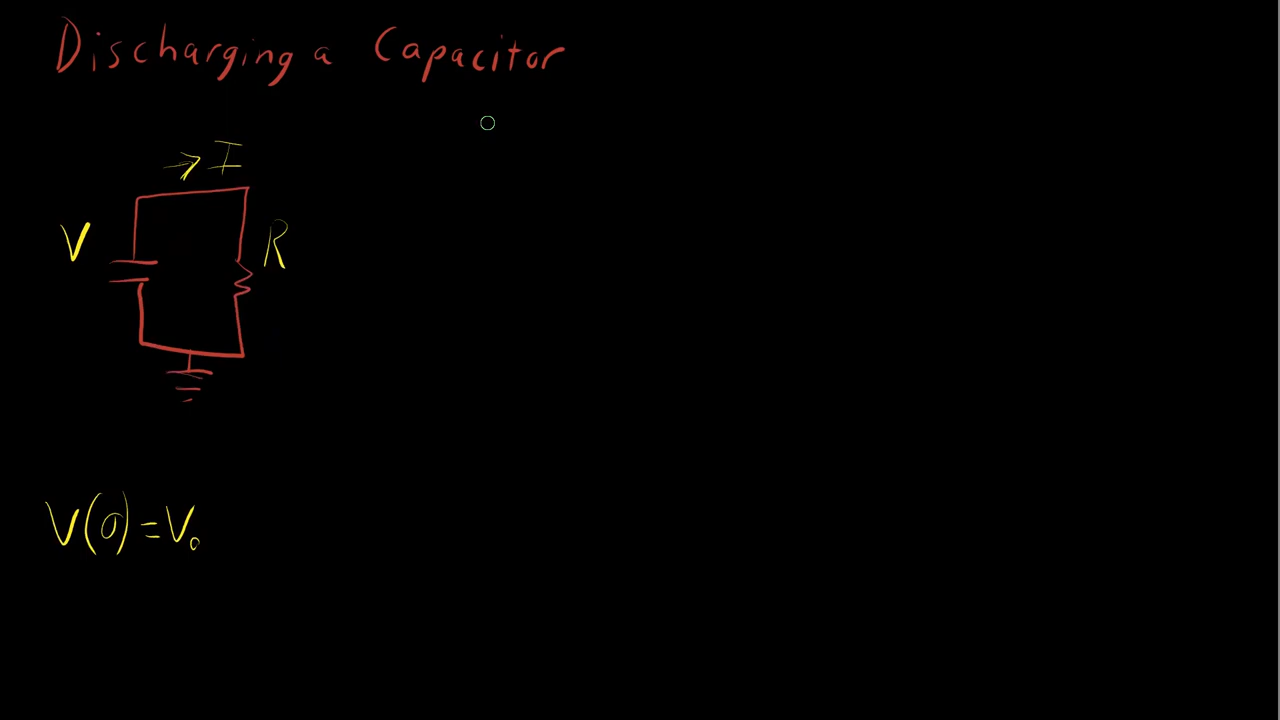 Discharging a Capacitor
→ I
V
R
V(0)=V₀